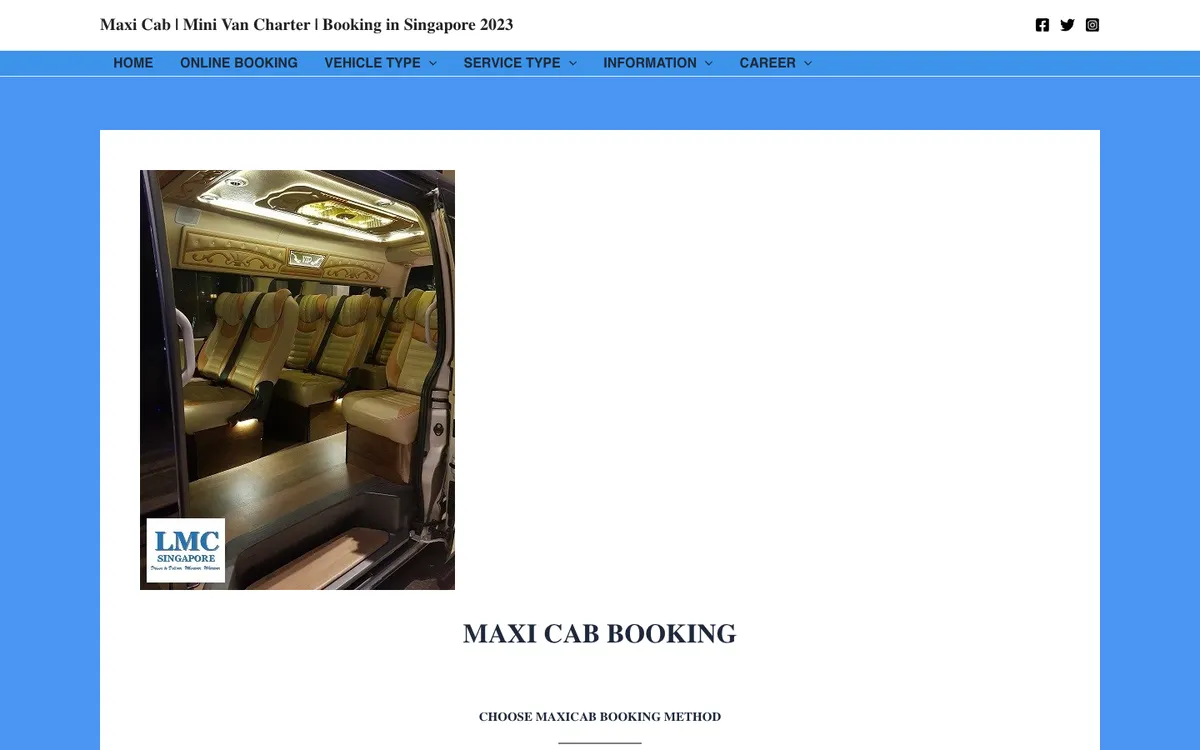 Maxi Cab | Mini Van Charter | Booking in Singapore 2023
HOME ONLINE BOOKING VEHICLE TYPE SERVICE TYPE INFORMATION CAREER
VIP
LMC
SINGAPORE
MAXI CAB BOOKING
CHOOSE MAXICAB BOOKING METHOD